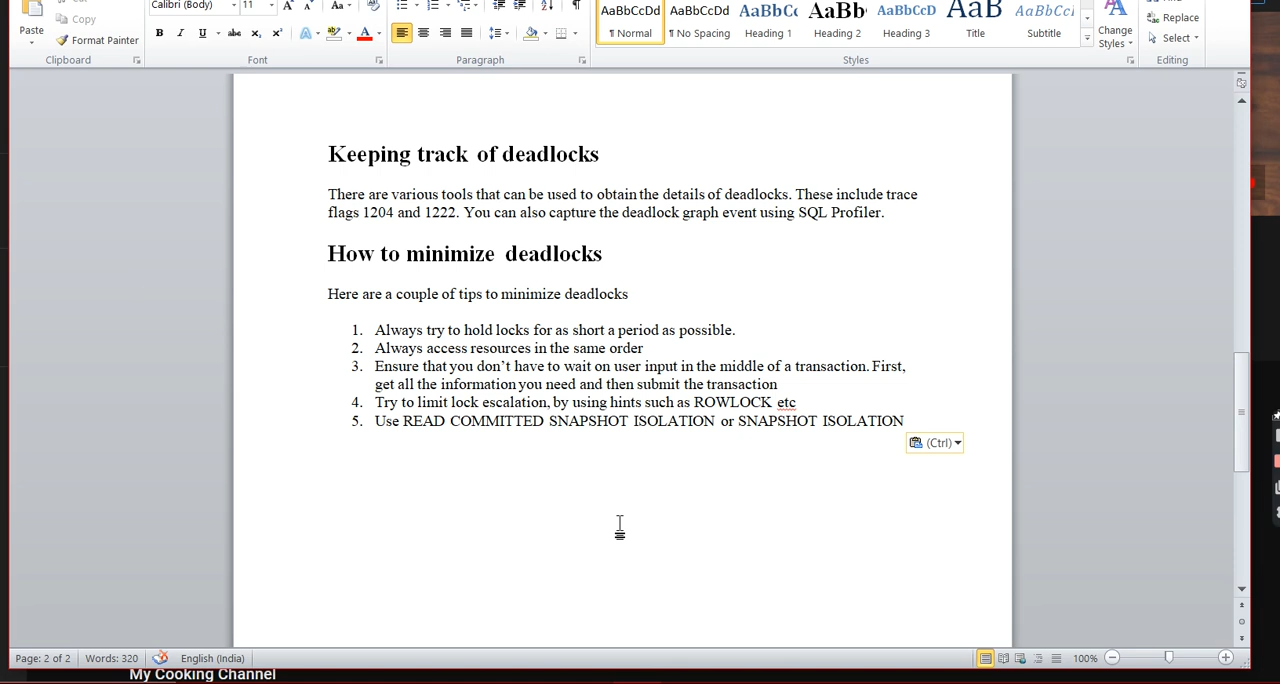 Calibri (Body) 11 Aa
AaBbCcDd AaBbCcDd AaBbCc AaBb AaBbCcD AaB AaBbCcl
Copy
Replace
Paste
Format Painter
B I U abc x₂ x² A
¶ Normal ¶ No Spacing Heading 1 Heading 2 Heading 3 Title Subtitle
Change Styles
Select
Clipboard Font Paragraph Styles Editing
Keeping track of deadlocks
There are various tools that can be used to obtain the details of deadlocks. These include trace
flags 1204 and 1222. You can also capture the deadlock graph event using SQL Profiler.
How to minimize deadlocks
Here are a couple of tips to minimize deadlocks
1. Always try to hold locks for as short a period as possible.
2. Always access resources in the same order
3. Ensure that you don’t have to wait on user input in the middle of a transaction. First,
get all the information you need and then submit the transaction
4. Try to limit lock escalation, by using hints such as ROWLOCK etc
5. Use READ COMMITTED SNAPSHOT ISOLATION or SNAPSHOT ISOLATION
(Ctrl)
Page: 2 of 2 Words: 320 English (India) 100%
My Cooking Channel